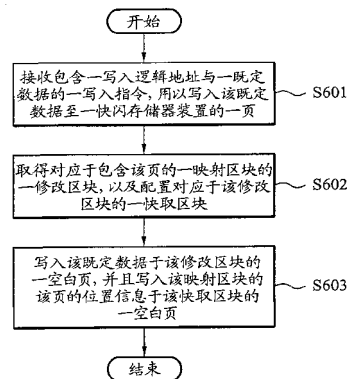 开始
接收包含一写入逻辑地址与一既定
数据的一写入指令，用以写入该既定
数据至一快闪存储器装置的一页
S601
取得对应于包含该页的一映射区块的
一修改区块，以及配置对应于该修改
区块的一快取区块
S602
写入该既定数据于该修改区块的
一空白页，并且写入该映射区块的
该页的位置信息于该快取区块的
一空白页
S603
结束